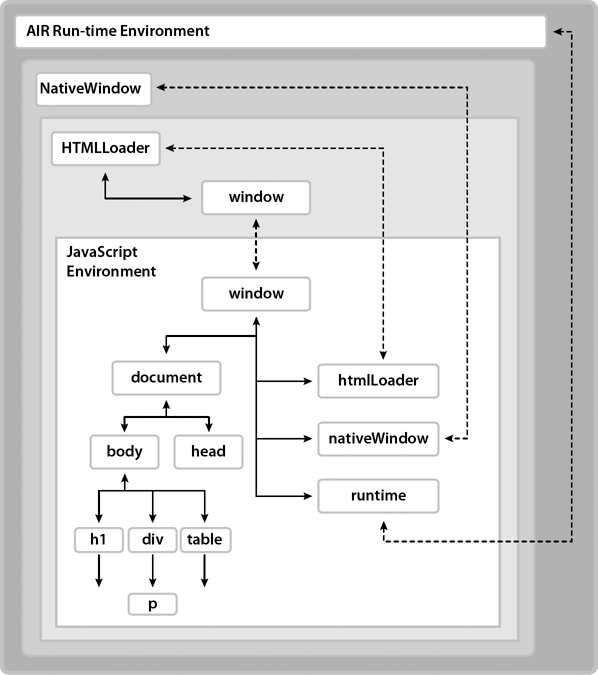 AIR Run-time Environment
NativeWindow
HTMLLoader
window
JavaScript
Environment
window
document
htmlLoader
body
head
nativeWindow
runtime
h1
div
table
p